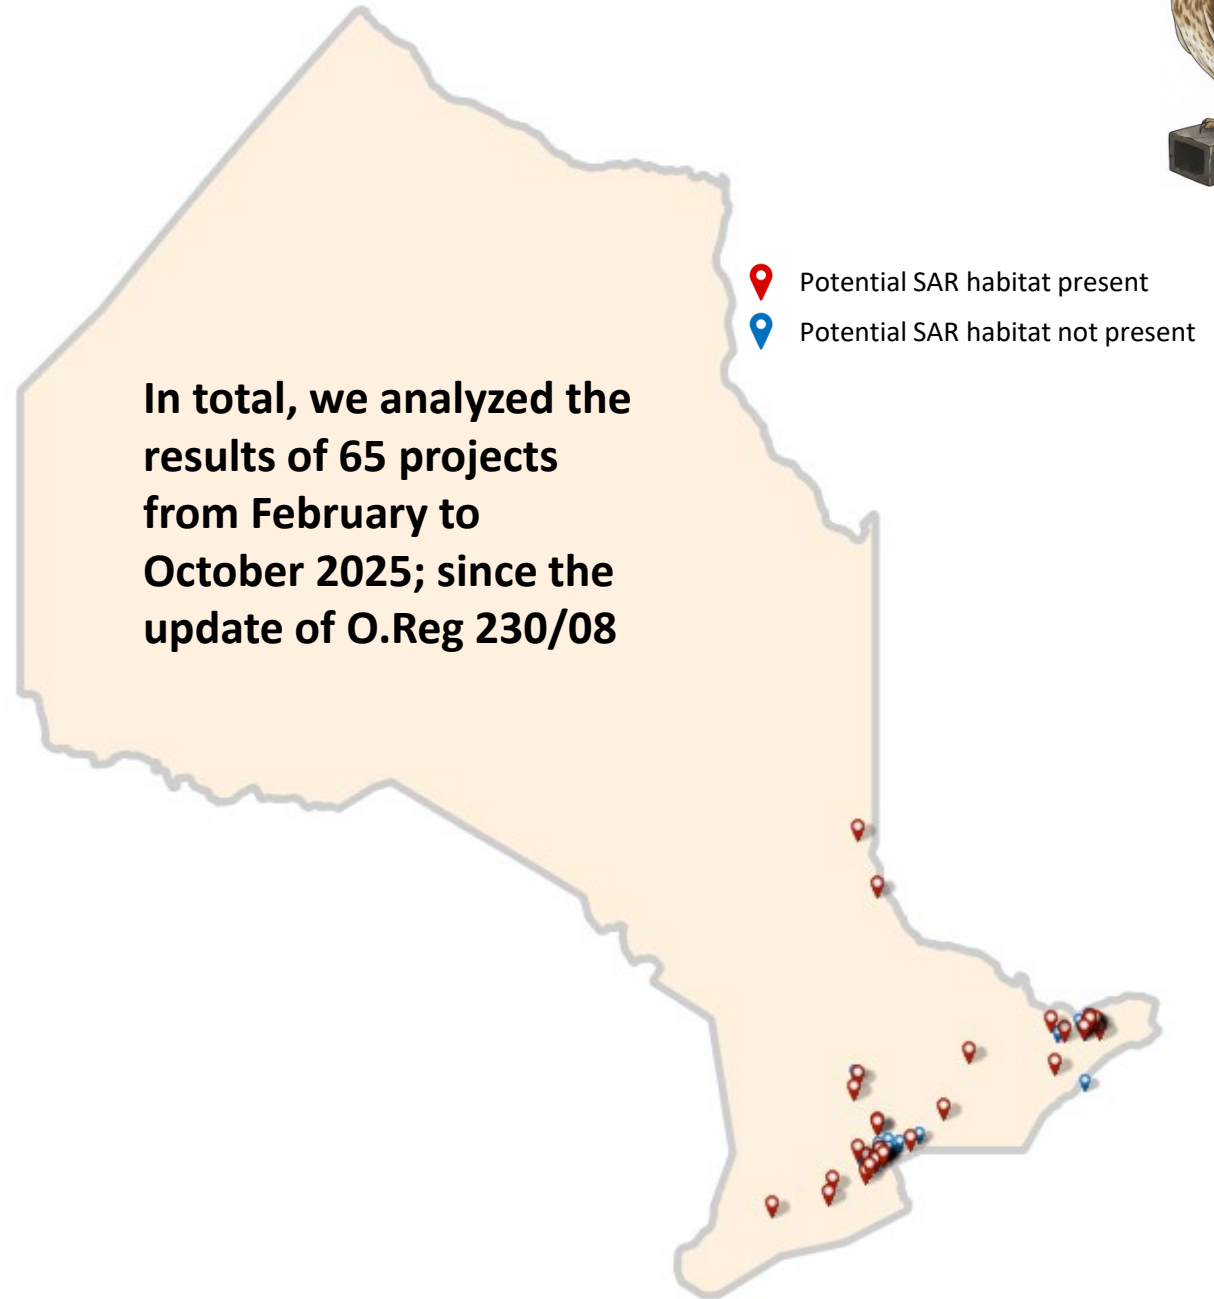 Potential SAR habitat present
Potential SAR habitat not present
In total, we analyzed the
results of 65 projects
from February to
October 2025; since the
update of O.Reg 230/08